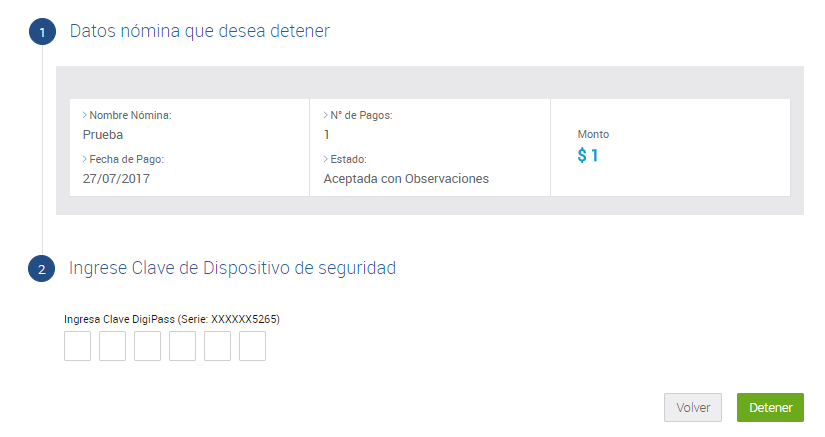 1 Datos nómina que desea detener
> Nombre Nómina:
Prueba
> Fecha de Pago:
27/07/2017
> N° de Pagos:
1
> Estado:
Aceptada con Observaciones
Monto
$ 1
2 Ingrese Clave de Dispositivo de seguridad
Ingresa Clave DigiPass (Serie: XXXXXX5265)
Volver
Detener